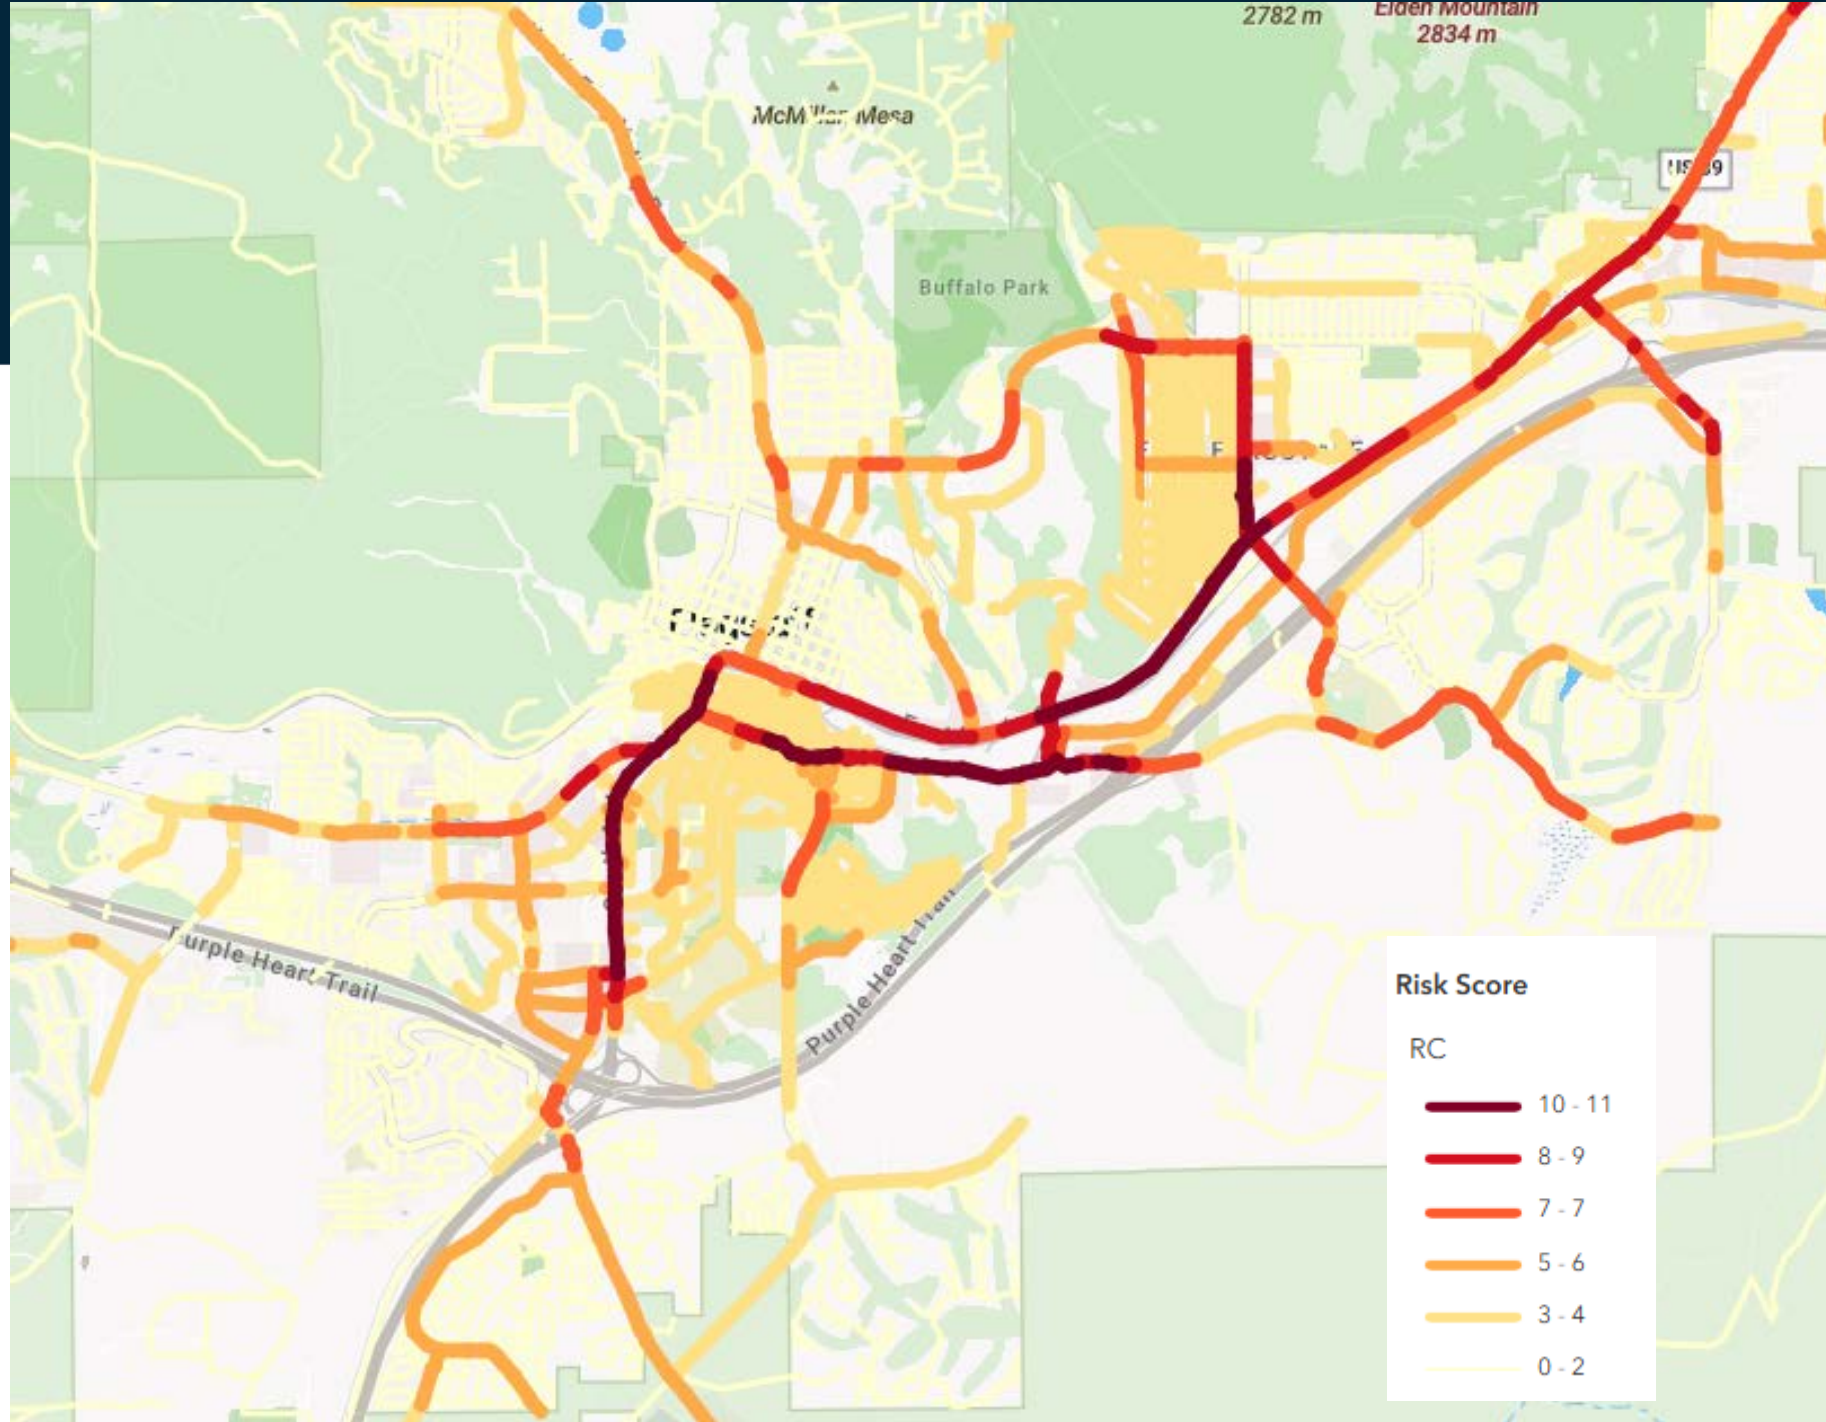 2782 m
Elden Mountain
2834 m
Mesa
Buffalo Park
Purple Heart Trail
Purple Heart Trail
Risk Score
RC
10 - 11
8 - 9
7 - 7
5 - 6
3 - 4
0 - 2